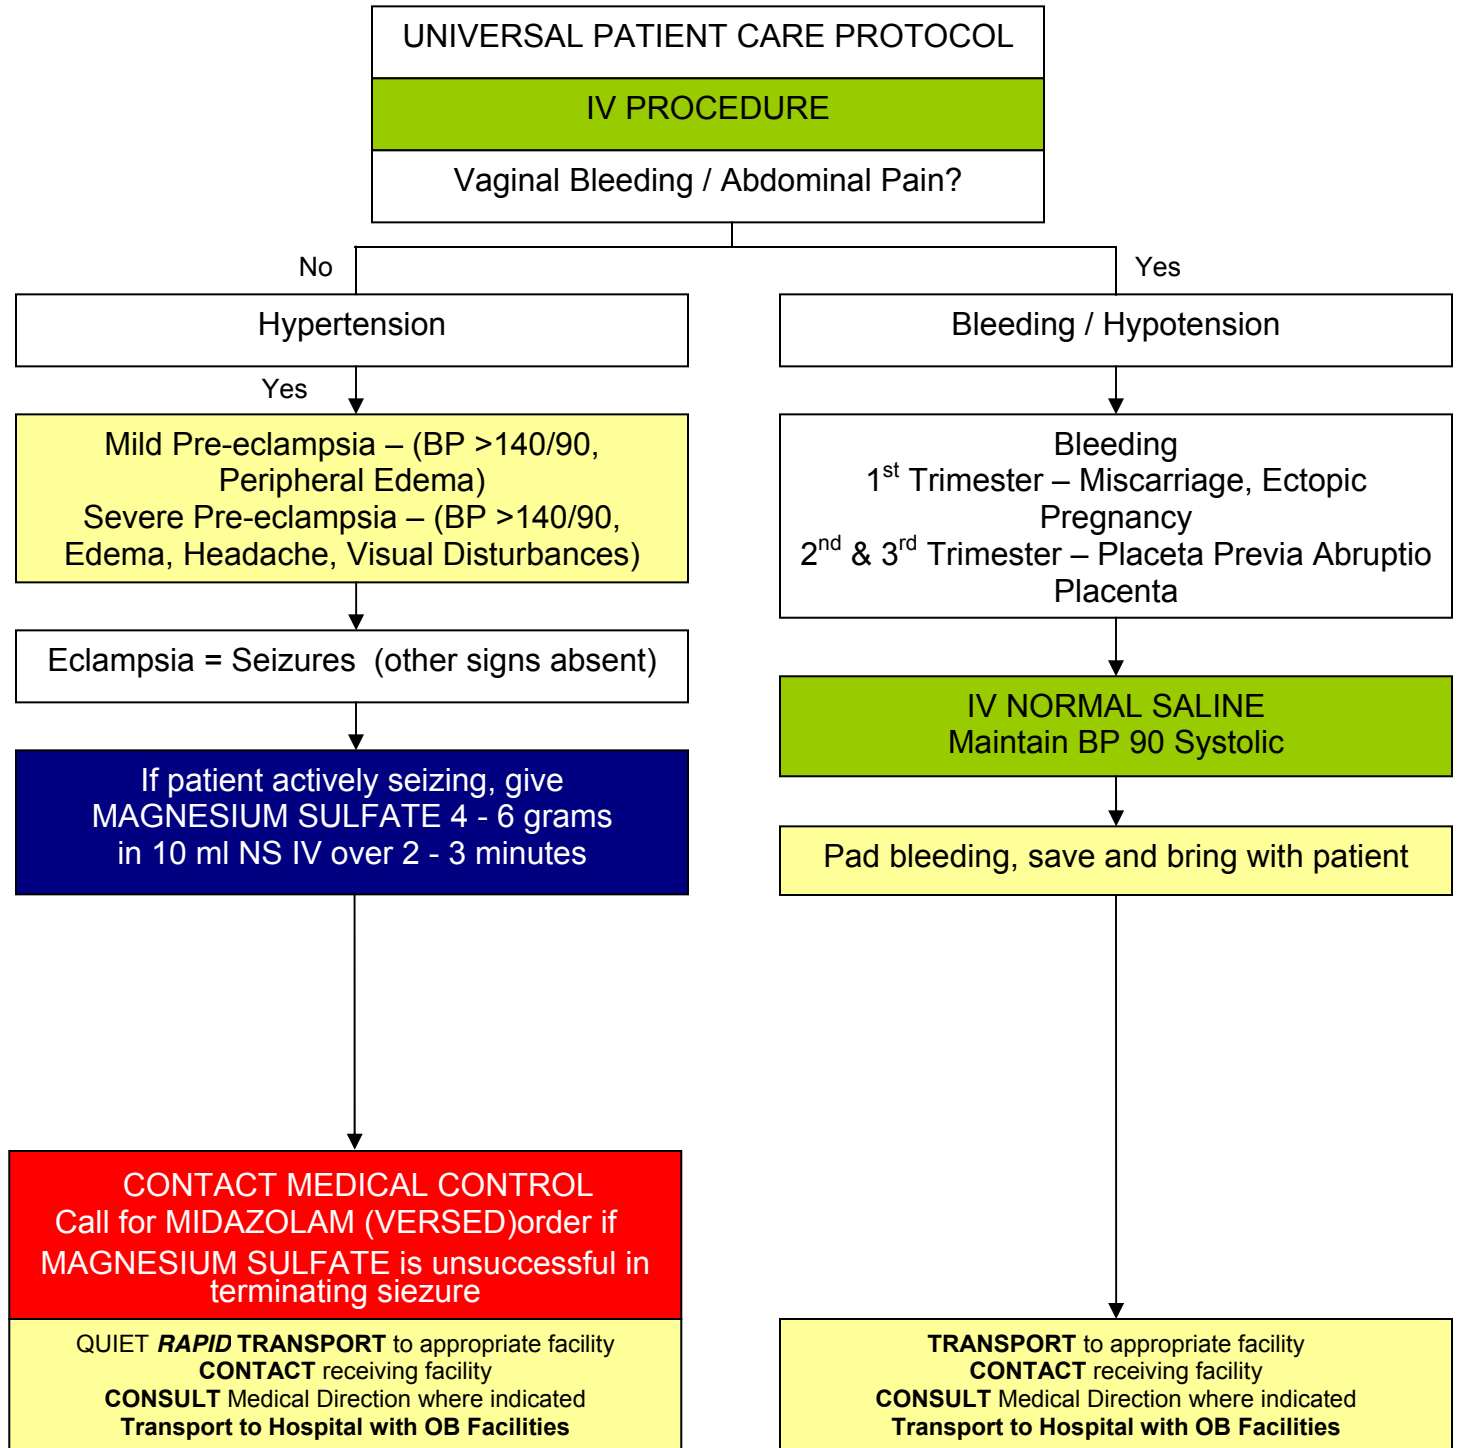 UNIVERSAL PATIENT CARE PROTOCOL
IV PROCEDURE
Vaginal Bleeding / Abdominal Pain?
No
Hypertension
Yes
Mild Pre-eclampsia – (BP >140/90,
Peripheral Edema)
Severe Pre-eclampsia – (BP >140/90,
Edema, Headache, Visual Disturbances)
Eclampsia = Seizures (other signs absent)
If patient actively seizing, give
MAGNESIUM SULFATE 4 - 6 grams
in 10 ml NS IV over 2 - 3 minutes
CONTACT MEDICAL CONTROL
Call for MIDAZOLAM (VERSED)order if
MAGNESIUM SULFATE is unsuccessful in
terminating siezure
QUIET RAPID TRANSPORT to appropriate facility
CONTACT receiving facility
CONSULT Medical Direction where indicated
Transport to Hospital with OB Facilities
Yes
Bleeding / Hypotension
Bleeding
1st Trimester – Miscarriage, Ectopic
Pregnancy
2nd & 3rd Trimester – Placeta Previa Abruptio
Placenta
IV NORMAL SALINE
Maintain BP 90 Systolic
Pad bleeding, save and bring with patient
TRANSPORT to appropriate facility
CONTACT receiving facility
CONSULT Medical Direction where indicated
Transport to Hospital with OB Facilities